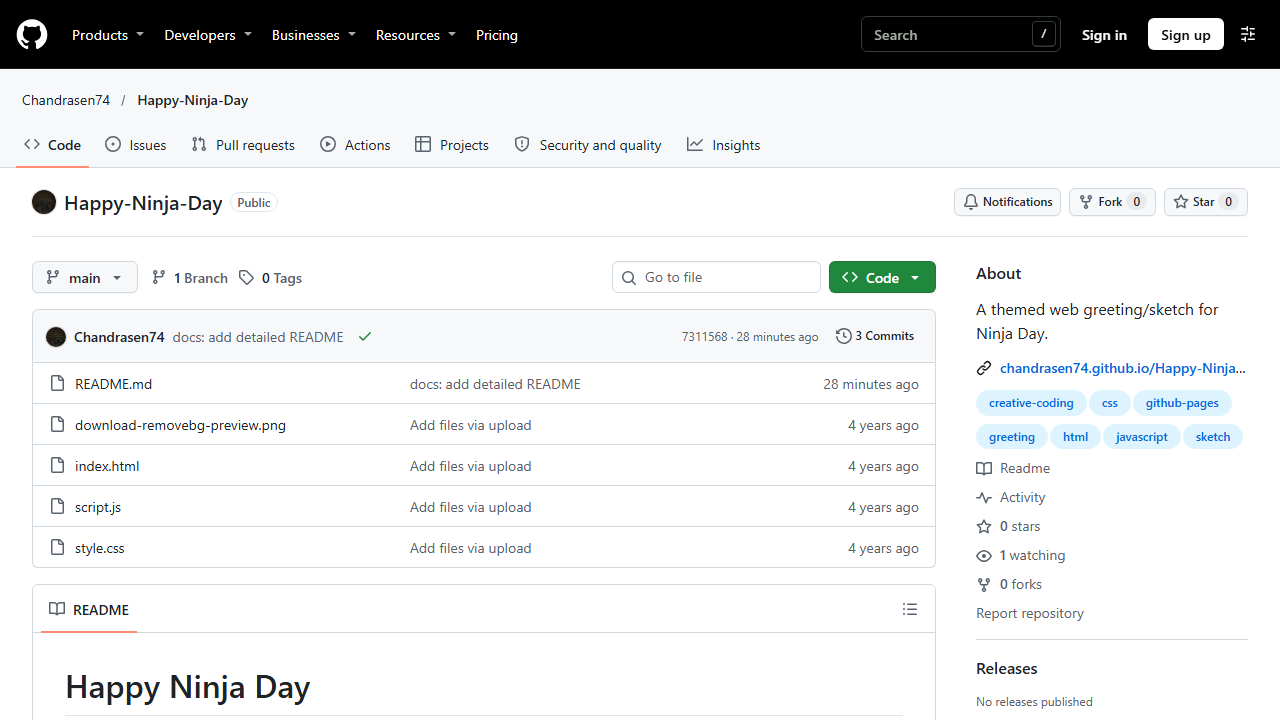 Products Developers Businesses Resources Pricing Search / Sign in Sign up
Chandrasen74 / Happy-Ninja-Day
Code Issues Pull requests Actions Projects Security and quality Insights
Happy-Ninja-Day Public Notifications Fork 0 Star 0
main 1 Branch 0 Tags Go to file Code
Chandrasen74 docs: add detailed README 7311568 · 28 minutes ago 3 Commits
README.md docs: add detailed README 28 minutes ago
download-removebg-preview.png Add files via upload 4 years ago
index.html Add files via upload 4 years ago
script.js Add files via upload 4 years ago
style.css Add files via upload 4 years ago
README
Happy Ninja Day
About
A themed web greeting/sketch for
Ninja Day.
chandrasen74.github.io/Happy-Ninja...
creative-coding css github-pages
greeting html javascript sketch
Readme
Activity
0 stars
1 watching
0 forks
Report repository
Releases
No releases published